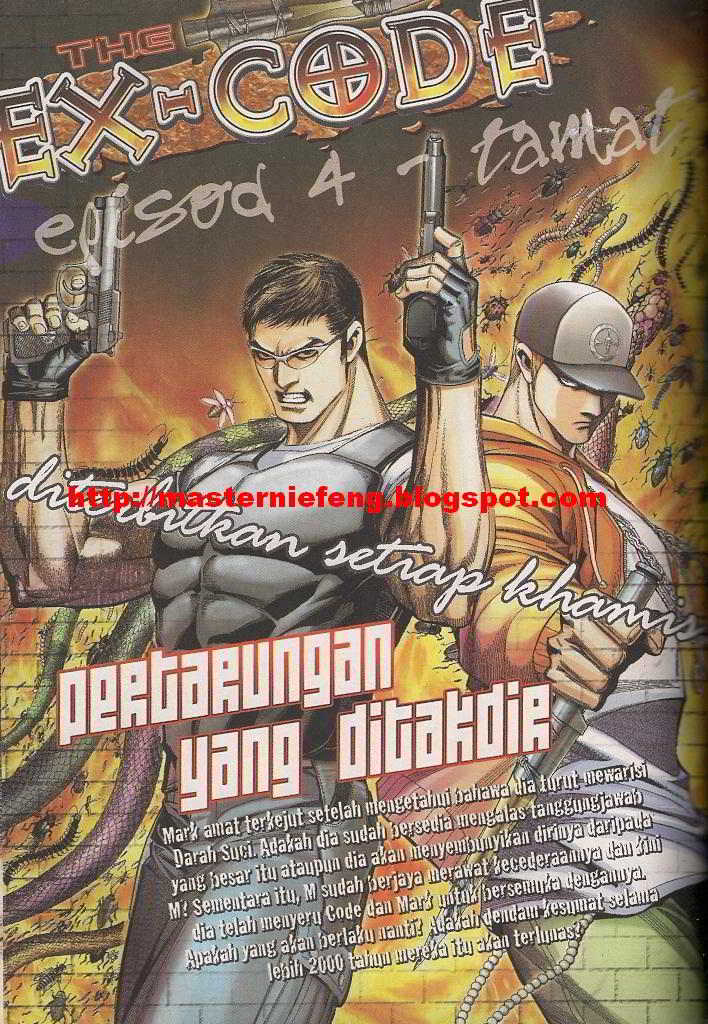 THE
EX-CODE
episod 4 - tamat
http://masterniefeng.blogspot.com
diterbitkan setiap khamis
PERTARUNGAN
YANG DITAKDIR
Mark amat terkejut setelah mengetahui bahawa dia turut mewarisi
Darah Suci. Adakah dia sudah bersedia mengalas tanggungjawab
yang besar itu ataupun dia akan menyembunyikan dirinya daripada
M? Sementara itu, M sudah berjaya merawat kecederaannya dan kini
dia telah menyeru Code dan Mark untuk bersemuka dengannya.
Apakah yang akan berlaku nanti? Adakah dendam kesumat selama
lebih 2000 tahun mereka itu akan terlunas?